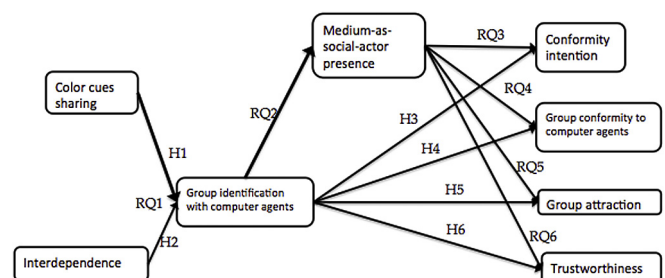 Medium-as-
social-actor
presence
RQ3
Conformity
intention
Color cues
sharing
RQ4
RQ2
H3
Group conformity to
computer agents
H1
H4
RQ5
Group identification
with computer agents
H5
RQ1
Group attraction
H6
RQ6
H2
Interdependence
Trustworthiness